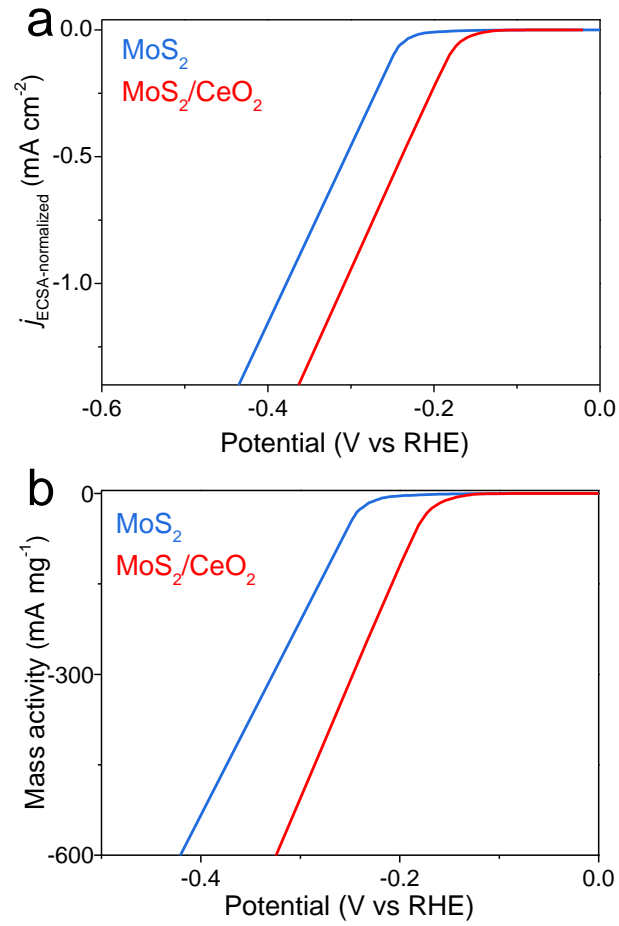 a
MoS2
MoS2/CeO2
0.0
-0.5
-1.0
jECSA-normalized (mA cm-2)
-0.6
-0.4
-0.2
0.0
Potential (V vs RHE)
b
MoS2
MoS2/CeO2
0
-300
-600
Mass activity (mA mg-1)
-0.4
-0.2
0.0
Potential (V vs RHE)